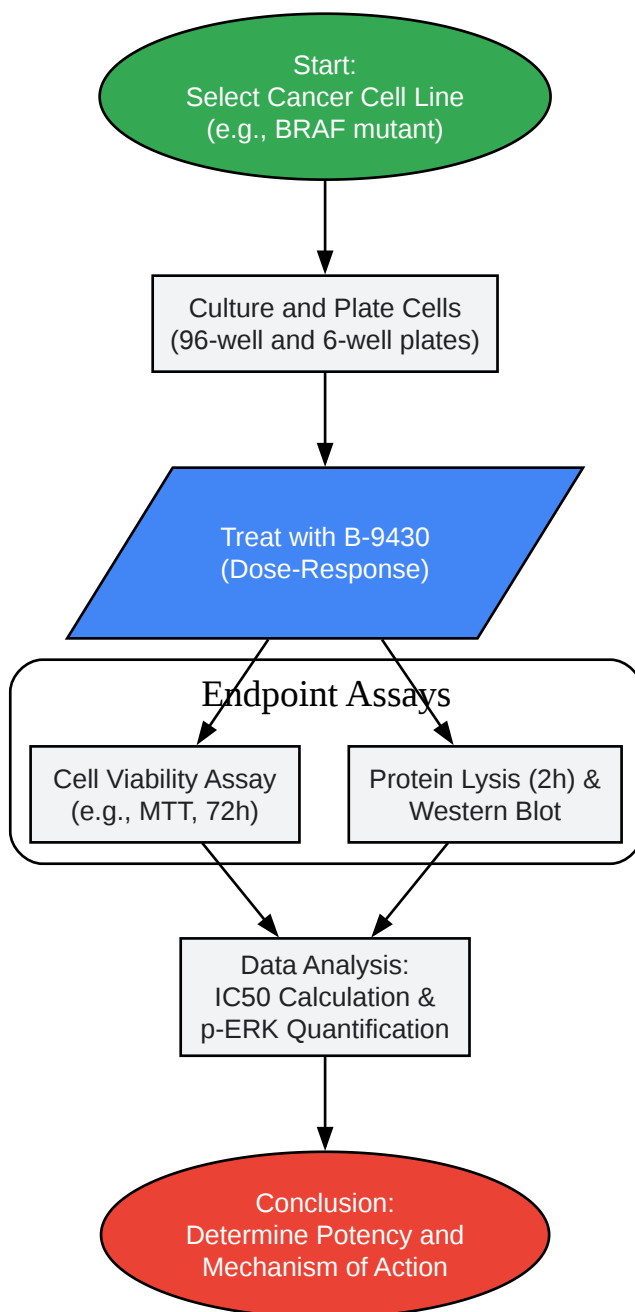 Start:
Select Cancer Cell Line
(e.g., BRAF mutant)
Culture and Plate Cells
(96-well and 6-well plates)
Treat with B-9430
(Dose-Response)
Endpoint Assays
Cell Viability Assay
(e.g., MTT, 72h)
Protein Lysis (2h) &
Western Blot
Data Analysis:
IC50 Calculation &
p-ERK Quantification
Conclusion:
Determine Potency and
Mechanism of Action